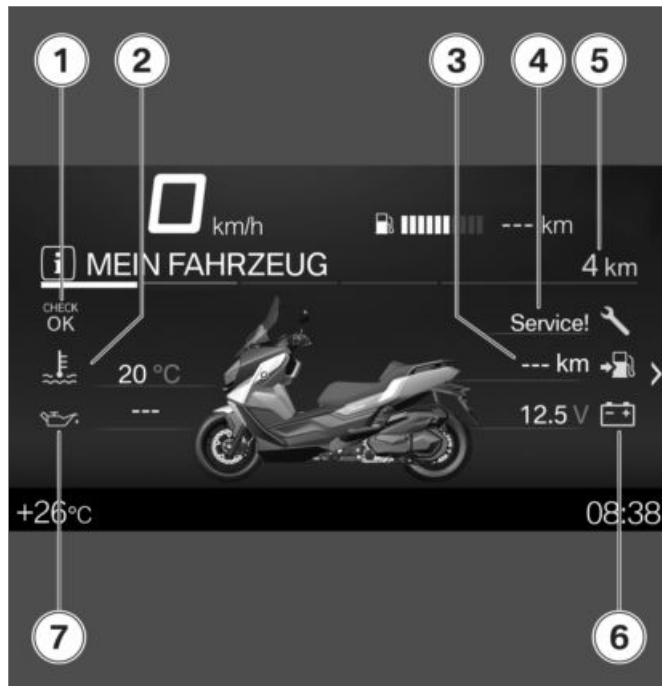 1 2 3 4 5
0 km/h
--- km
i MEIN FAHRZEUG
4 km
CHECK
OK
Service!
20 °C
--- km
---
12.5 V
+26°C
08:38
7 6